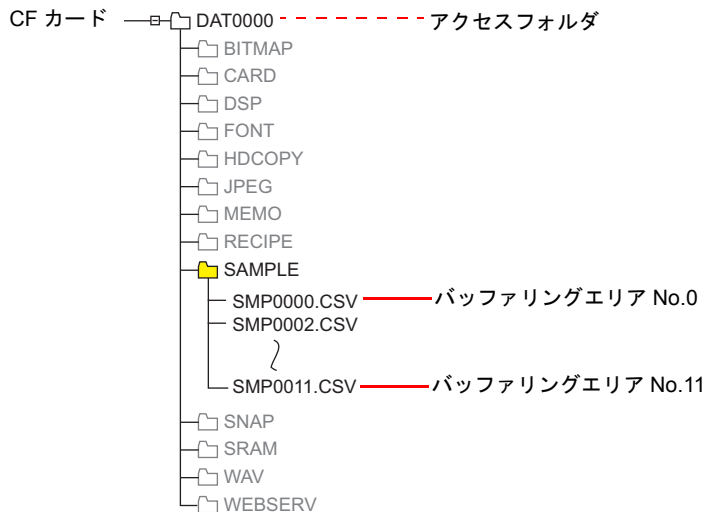 CF カード DAT0000 アクセスフォルダ
BITMAP
CARD
DSP
FONT
HDCOPY
JPEG
MEMO
RECIPE
SAMPLE
SMP0000.CSV バッファリングエリア No.0
SMP0002.CSV
SMP0011.CSV バッファリングエリア No.11
SNAP
SRAM
WAV
WEBSERV